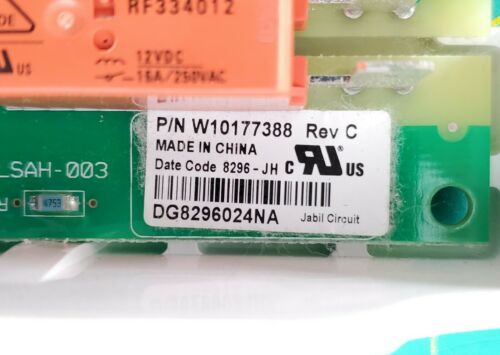 RF334012
US
12VDC
16A/250VAC
P/N W10177388 Rev C
MADE IN CHINA
Date Code 8296-JH
C US
DG8296024NA
Jabil Circuit
LSAH-003
R
4753